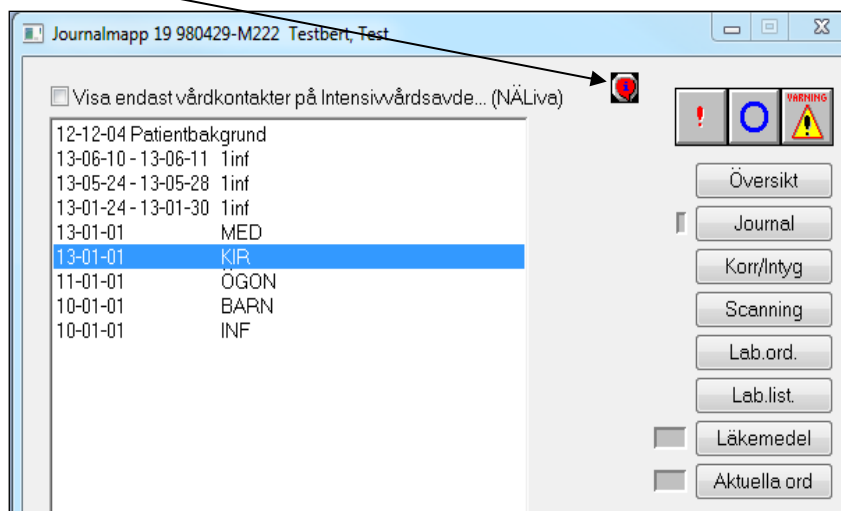 Journalmapp 19 980429-M222 Testbert, Test
Visa endast vårdkontakter på Intensivvårdsavde... (NÄLiva)
VARNING
12-12-04 Patientbakgrund
13-06-10 - 13-06-11 1inf
13-05-24 - 13-05-28 1inf
13-01-24 - 13-01-30 1inf
13-01-01 MED
13-01-01 KIR
11-01-01 ÖGON
10-01-01 BARN
10-01-01 INF
Översikt
Journal
Korr/Intyg
Scanning
Lab.ord.
Lab.list.
Läkemedel
Aktuella ord